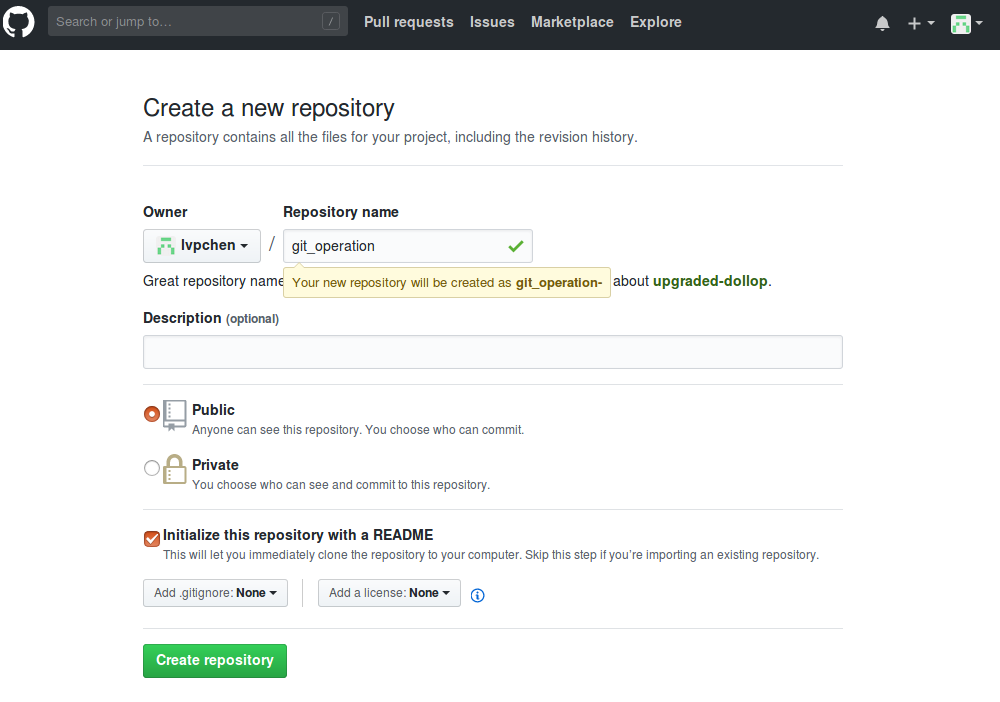 Search or jump to… /
Pull requests Issues Marketplace Explore
Create a new repository
A repository contains all the files for your project, including the revision history.
Owner Repository name
lvpchen / git_operation
Great repository name Your new repository will be created as git_operation- about upgraded-dollop.
Description (optional)
Public
Anyone can see this repository. You choose who can commit.
Private
You choose who can see and commit to this repository.
Initialize this repository with a README
This will let you immediately clone the repository to your computer. Skip this step if you’re importing an existing repository.
Add .gitignore: None Add a license: None
Create repository